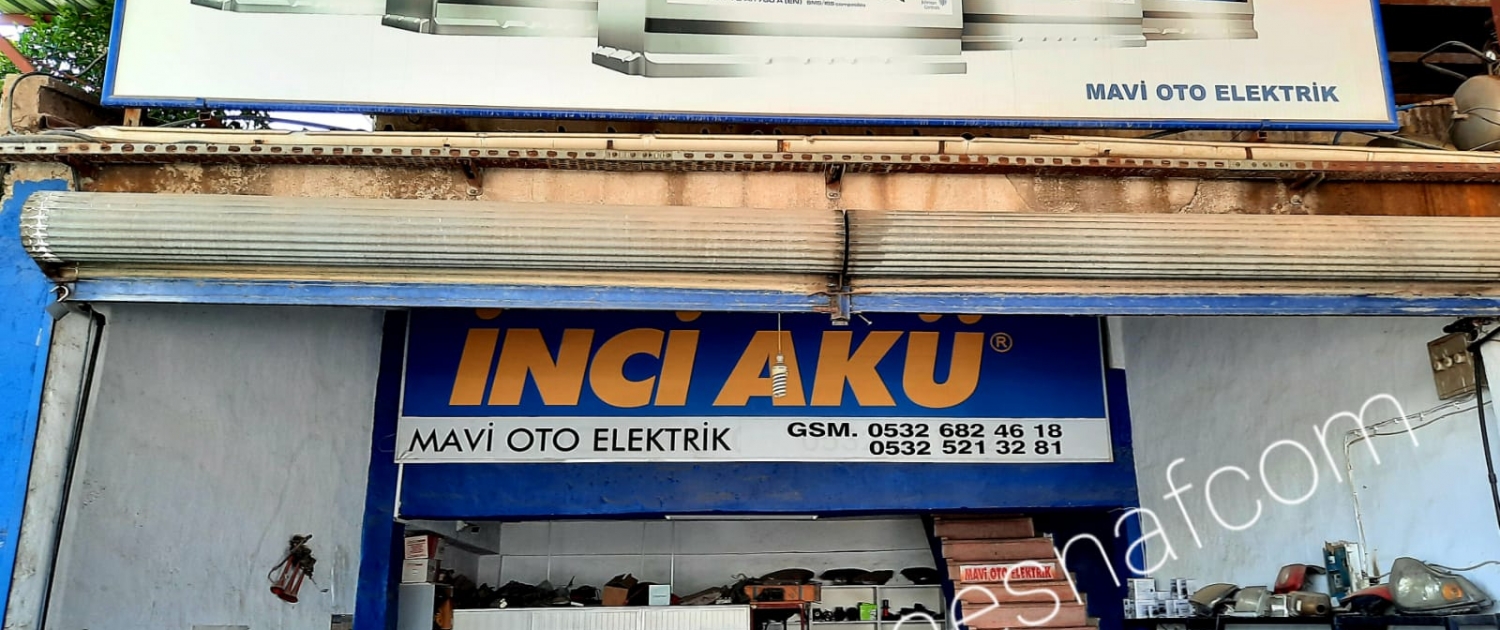 MAVİ OTO ELEKTRİK
İNCİ AKÜ®
MAVİ OTO ELEKTRİK GSM. 0532 682 46 18
0532 521 32 81
MAVİ OTO ELEKTRİK
esnafcom